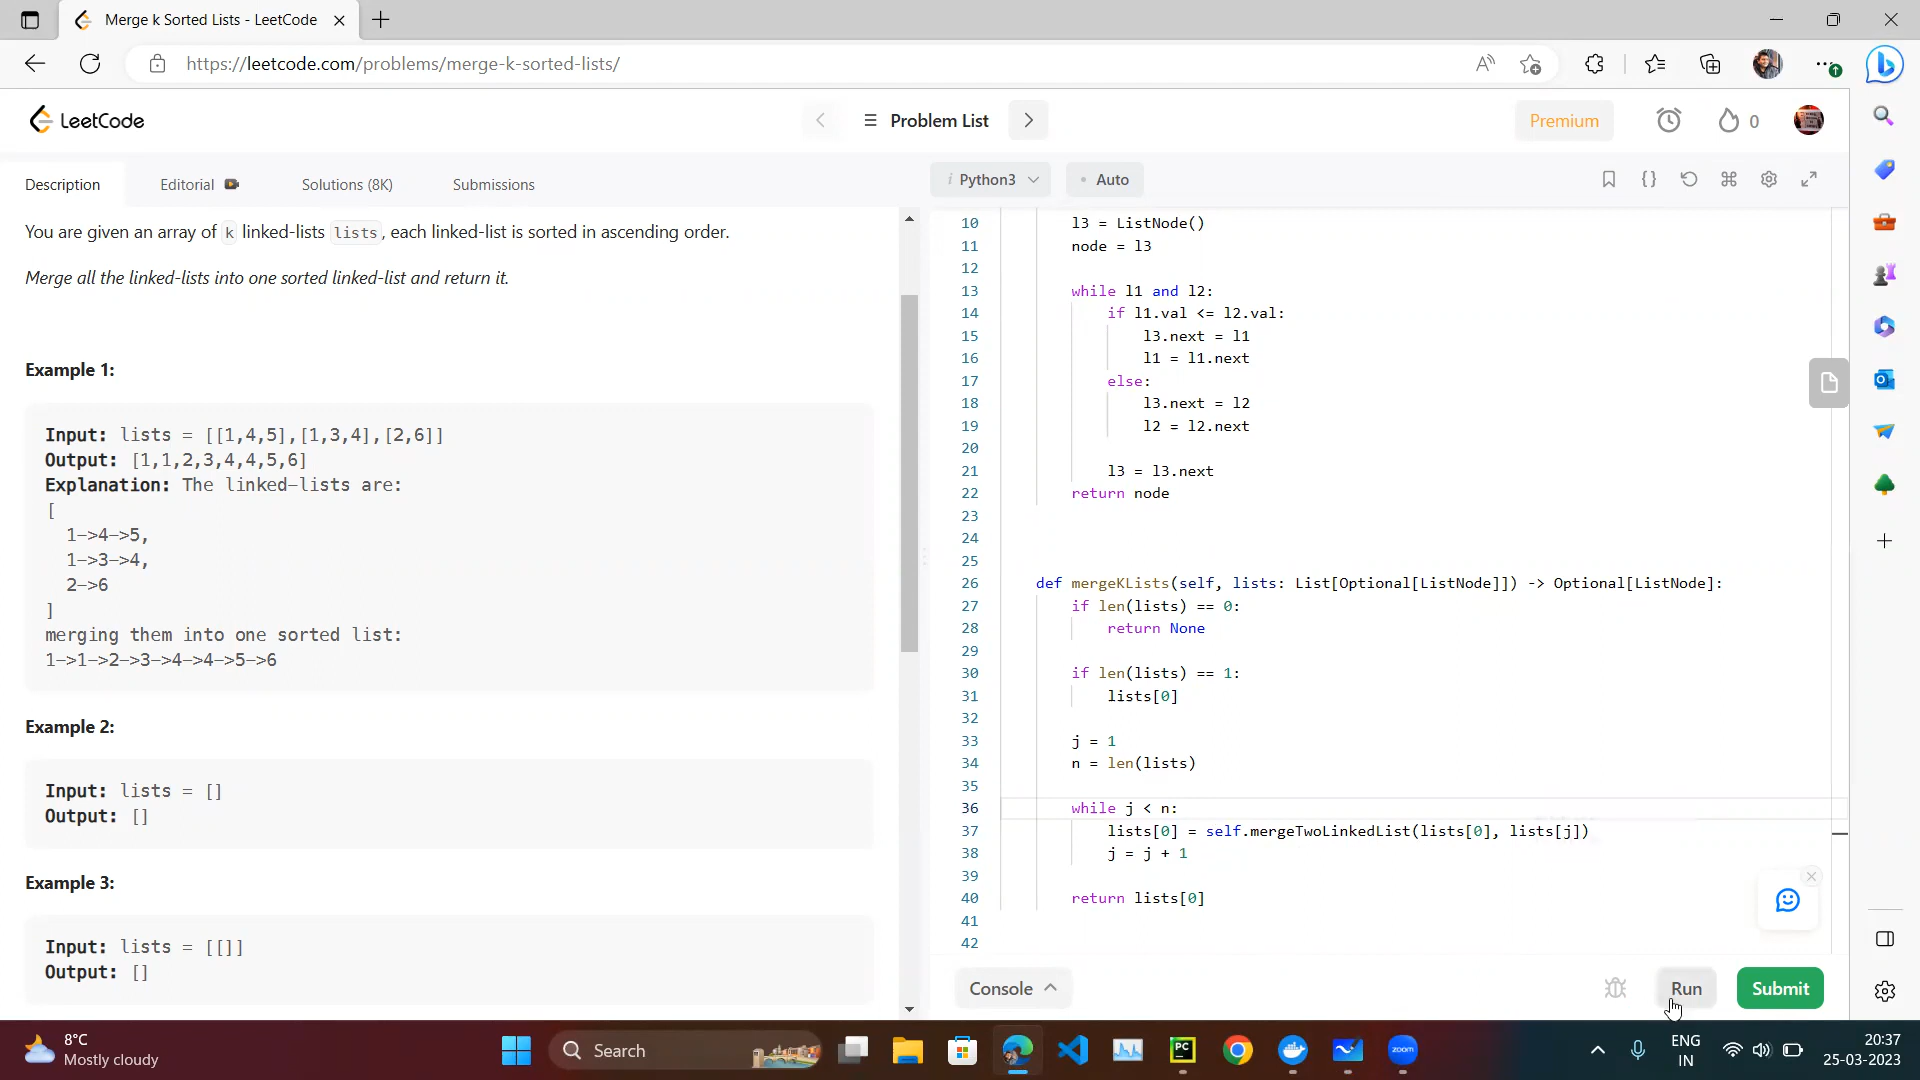 Merge k Sorted Lists - LeetCode
https://leetcode.com/problems/merge-k-sorted-lists/
LeetCode
Problem List
Premium
0
Description
Editorial
Solutions (8K)
Submissions
You are given an array of k linked-lists lists, each linked-list is sorted in ascending order.
Merge all the linked-lists into one sorted linked-list and return it.
Example 1:
Input: lists = [[1,4,5],[1,3,4],[2,6]]
Output: [1,1,2,3,4,4,5,6]
Explanation: The linked-lists are:
[
1->4->5,
1->3->4,
2->6
]
merging them into one sorted list:
1->1->2->3->4->4->5->6
Example 2:
Input: lists = []
Output: []
Example 3:
Input: lists = [[]]
Output: []
i Python3
Auto
10 l3 = ListNode()
11 node = l3
12
13 while l1 and l2:
14 if l1.val <= l2.val:
15 l3.next = l1
16 l1 = l1.next
17 else:
18 l3.next = l2
19 l2 = l2.next
20
21 l3 = l3.next
22 return node
23
24
25
26 def mergeKLists(self, lists: List[Optional[ListNode]]) -> Optional[ListNode]:
27 if len(lists) == 0:
28 return None
29
30 if len(lists) == 1:
31 lists[0]
32
33 j = 1
34 n = len(lists)
35
36 while j < n:
37 lists[0] = self.mergeTwoLinkedList(lists[0], lists[j])
38 j = j + 1
39
40 return lists[0]
41
42
Console
Run
Submit
8°C
Mostly cloudy
Search
PC
zoom
ENG
IN
20:37
25-03-2023